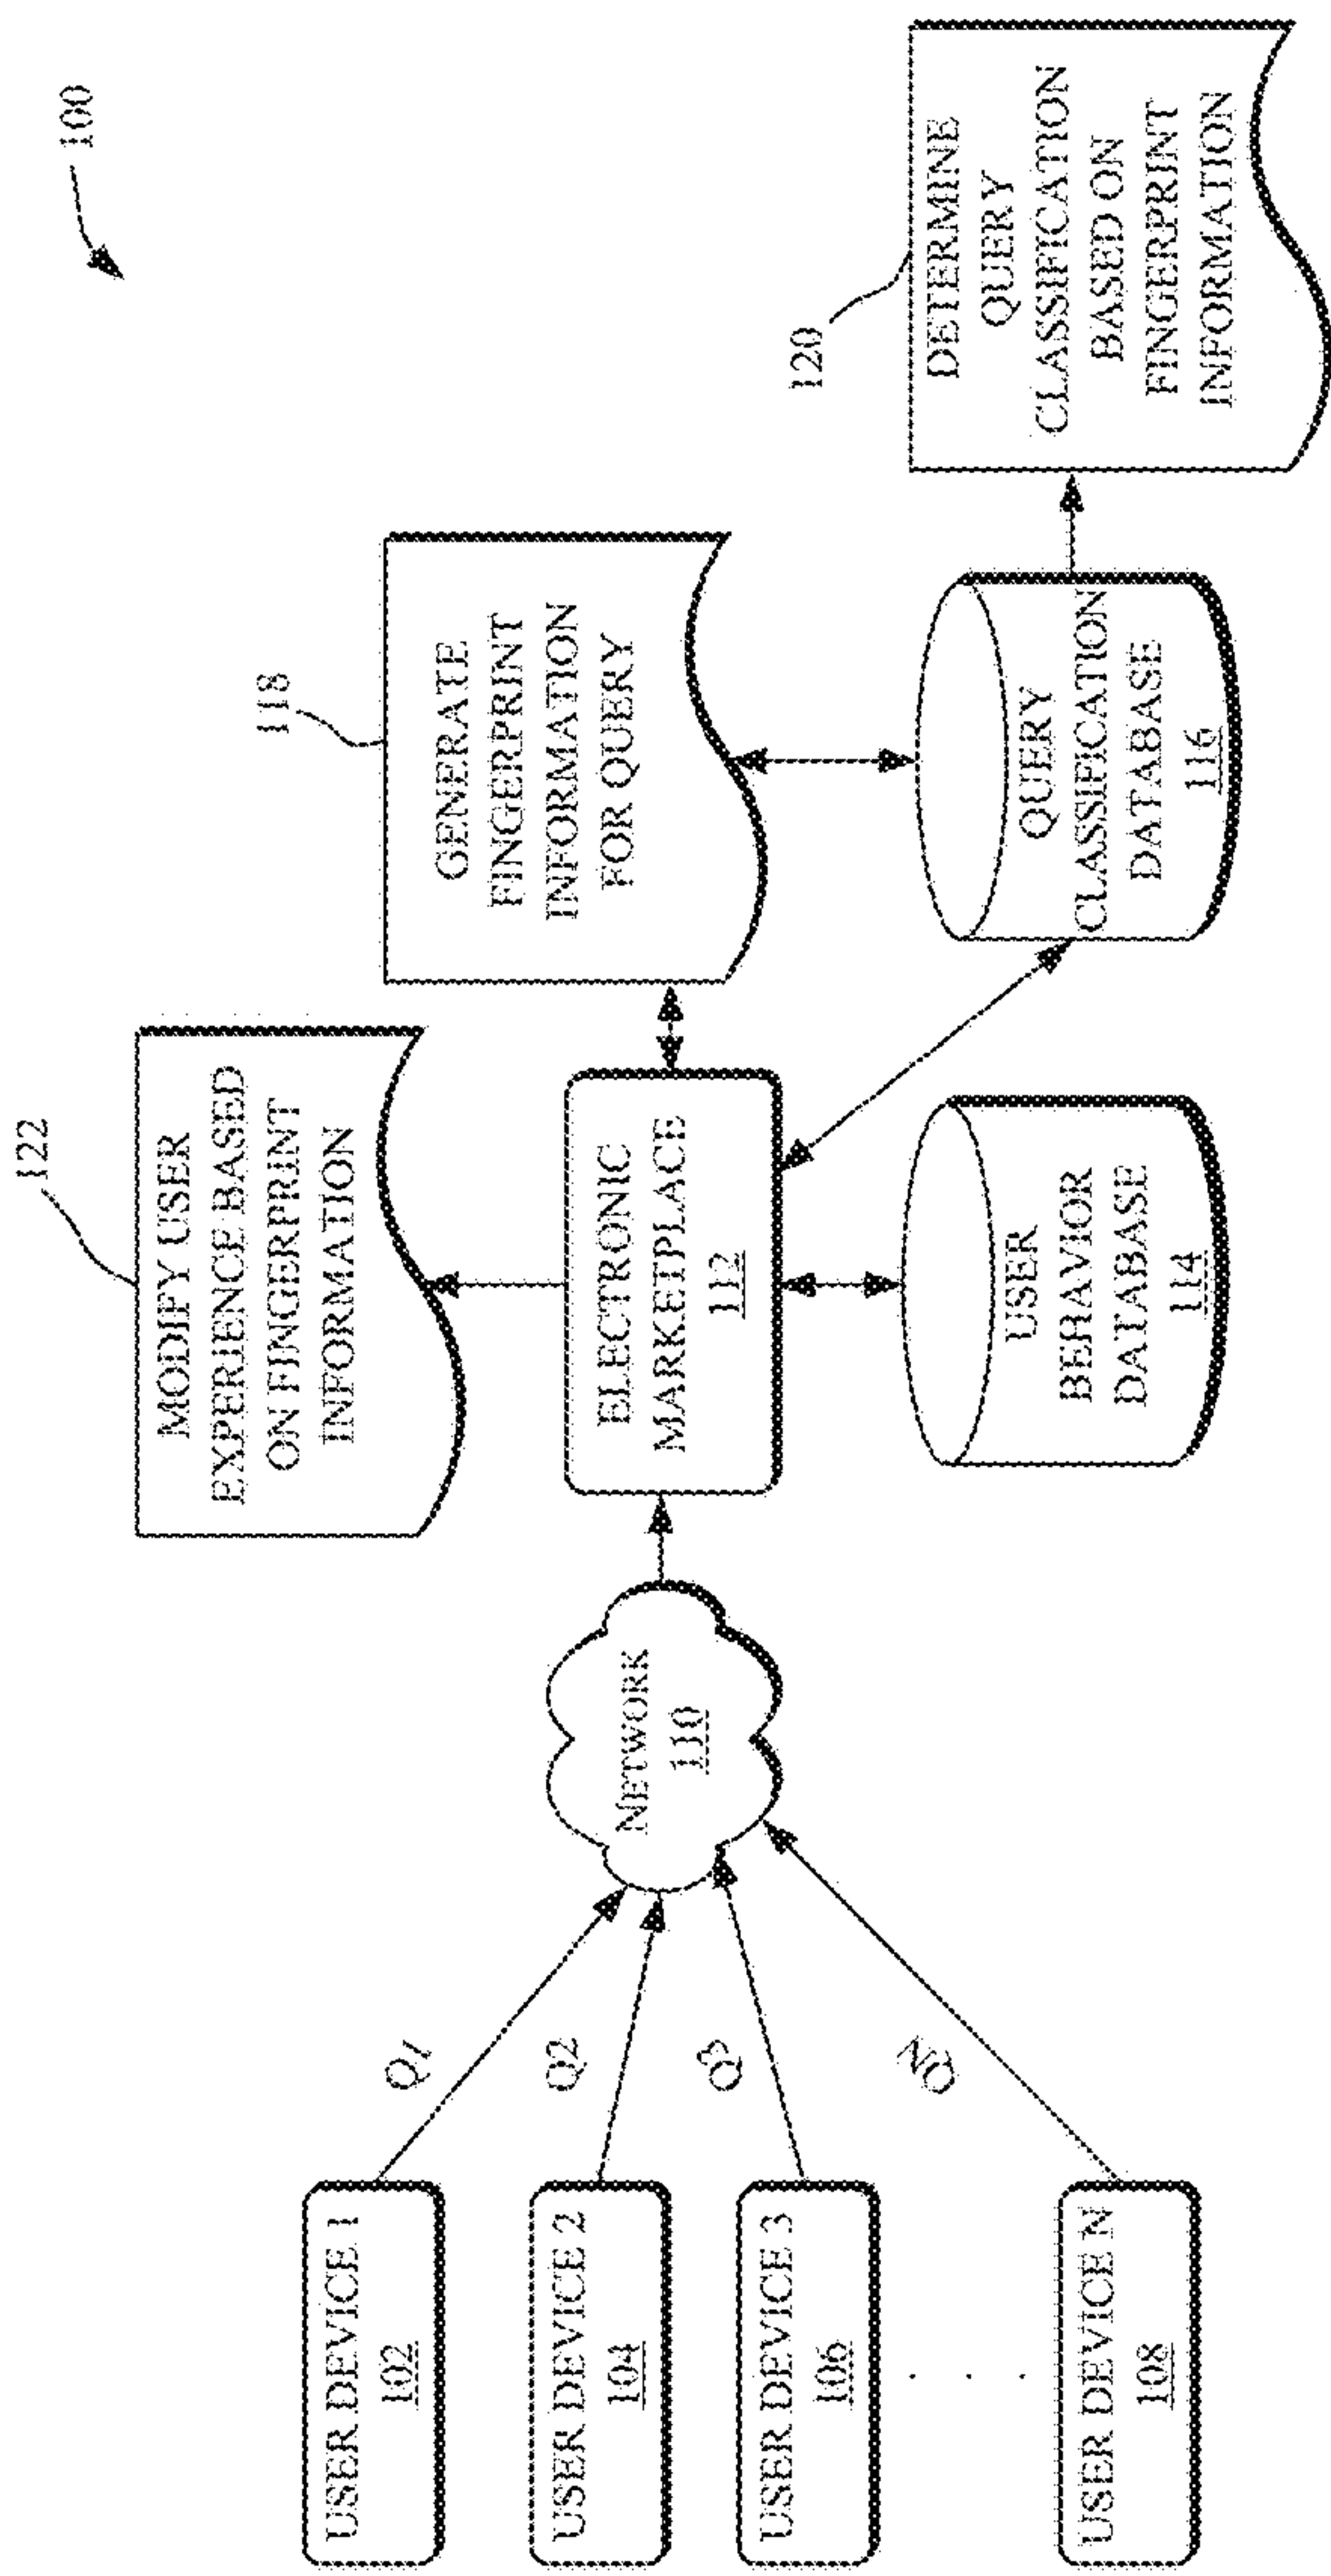 100
122
MODIFY USER
EXPERIENCE BASED
ON FINGERPRINT
INFORMATION
118
GENERATE
FINGERPRINT
INFORMATION
FOR QUERY
120
DETERMINE
QUERY
CLASSIFICATION
BASED ON
FINGERPRINT
INFORMATION
USER DEVICE 1
102
USER DEVICE 2
104
USER DEVICE 3
106
. . .
USER DEVICE N
108
Q1
Q2
Q3
QN
NETWORK
110
ELECTRONIC
MARKETPLACE
112
USER
BEHAVIOR
DATABASE
114
QUERY
CLASSIFICATION
DATABASE
116